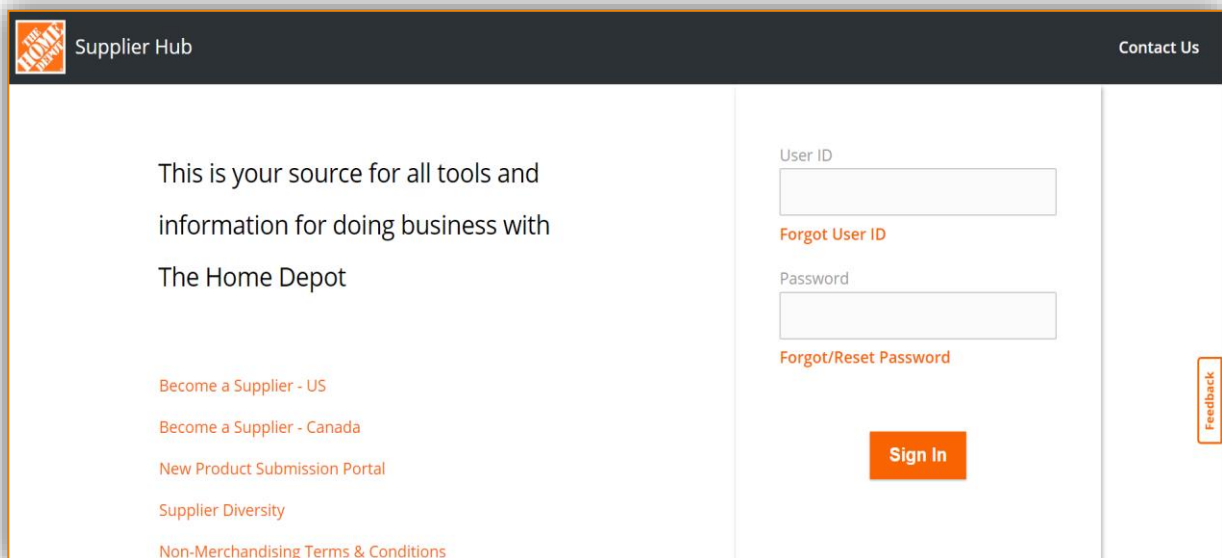 THE
HOME
DEPOT
Supplier Hub
Contact Us
This is your source for all tools and
information for doing business with
The Home Depot
Become a Supplier - US
Become a Supplier - Canada
New Product Submission Portal
Supplier Diversity
Non-Merchandising Terms & Conditions
User ID
Forgot User ID
Password
Forgot/Reset Password
Sign In
Feedback